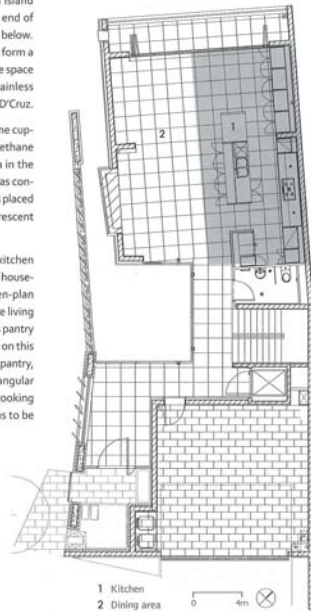 island
end of
below.
form a
space
ainless
D'Cruz.
me cup-
ethane
in the
as con-
placed
rescent
kitchen
house-
en-plan
e living
pantry
on this
pantry,
angular
ooking
ns to be
2
1
1 Kitchen
2 Dining area
0 4m